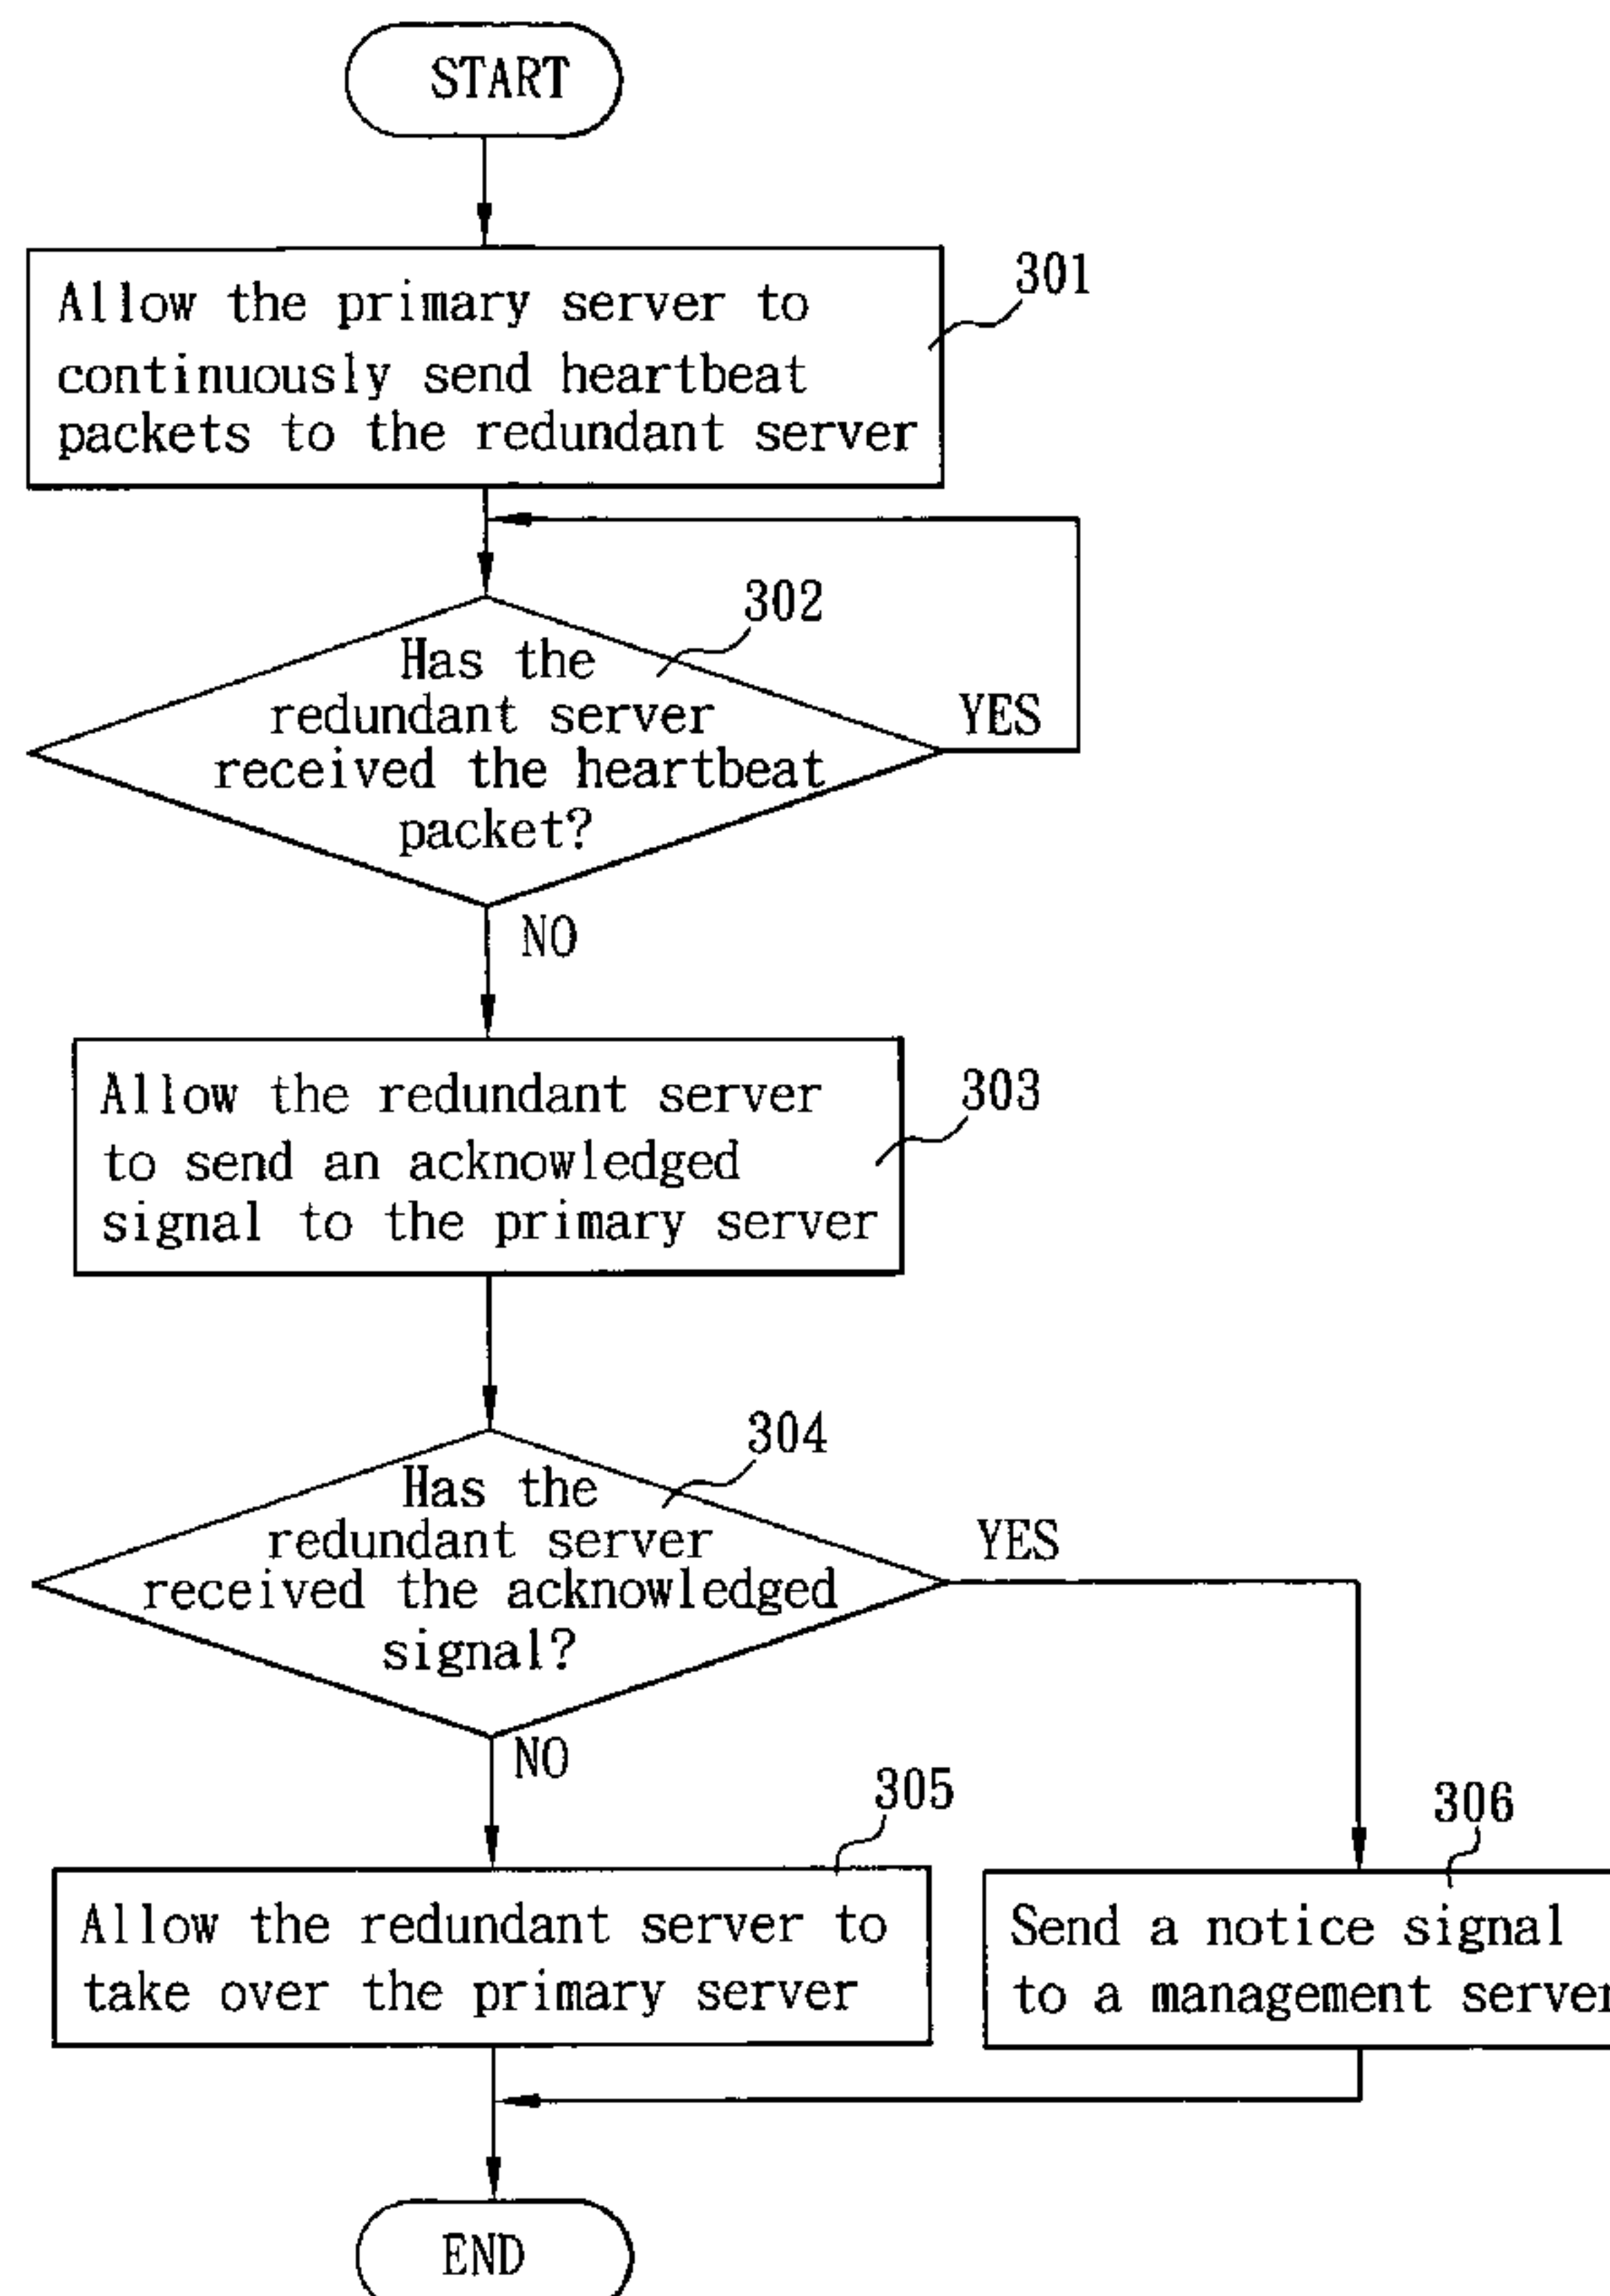 START
301
Allow the primary server to
continuously send heartbeat
packets to the redundant server
302
Has the
redundant server
received the heartbeat
packet?
YES
NO
303
Allow the redundant server
to send an acknowledged
signal to the primary server
304
Has the
redundant server
received the acknowledged
signal?
YES
NO
305
Allow the redundant server to
take over the primary server
306
Send a notice signal
to a management server
END